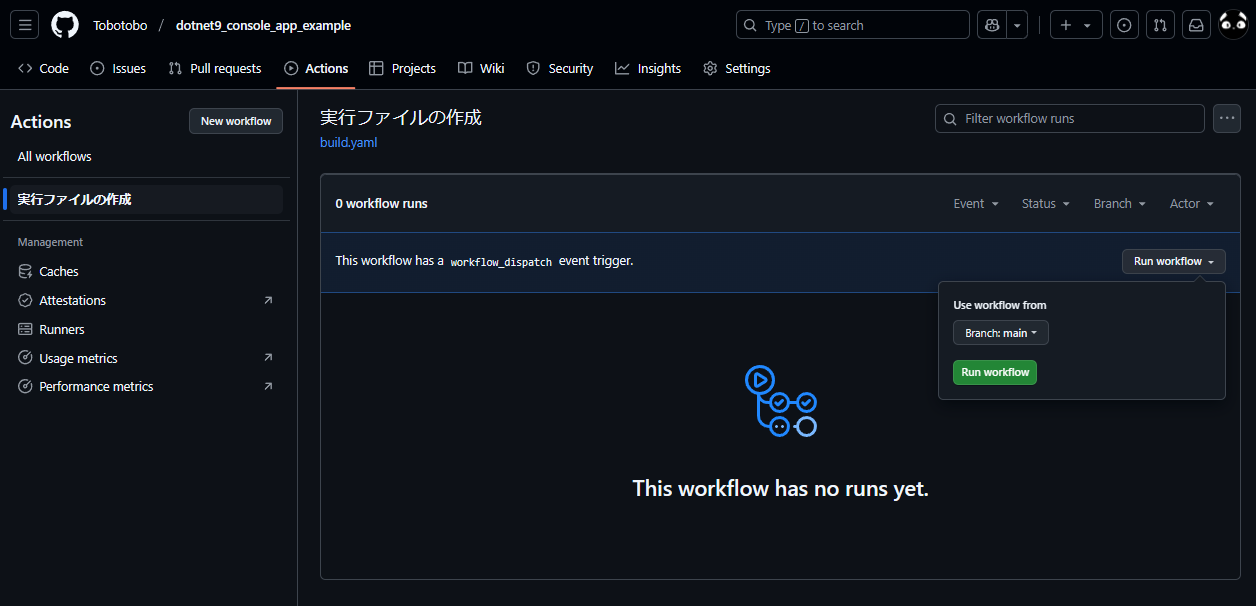 Tobotobo / dotnet9_console_app_example
Type / to search
Code Issues Pull requests Actions Projects Wiki Security Insights Settings
Actions
New workflow
All workflows
実行ファイルの作成
Management
Caches
Attestations
Runners
Usage metrics
Performance metrics
実行ファイルの作成
build.yaml
Filter workflow runs
0 workflow runs
Event Status Branch Actor
This workflow has a workflow_dispatch event trigger.
Run workflow
Use workflow from
Branch: main
Run workflow
This workflow has no runs yet.